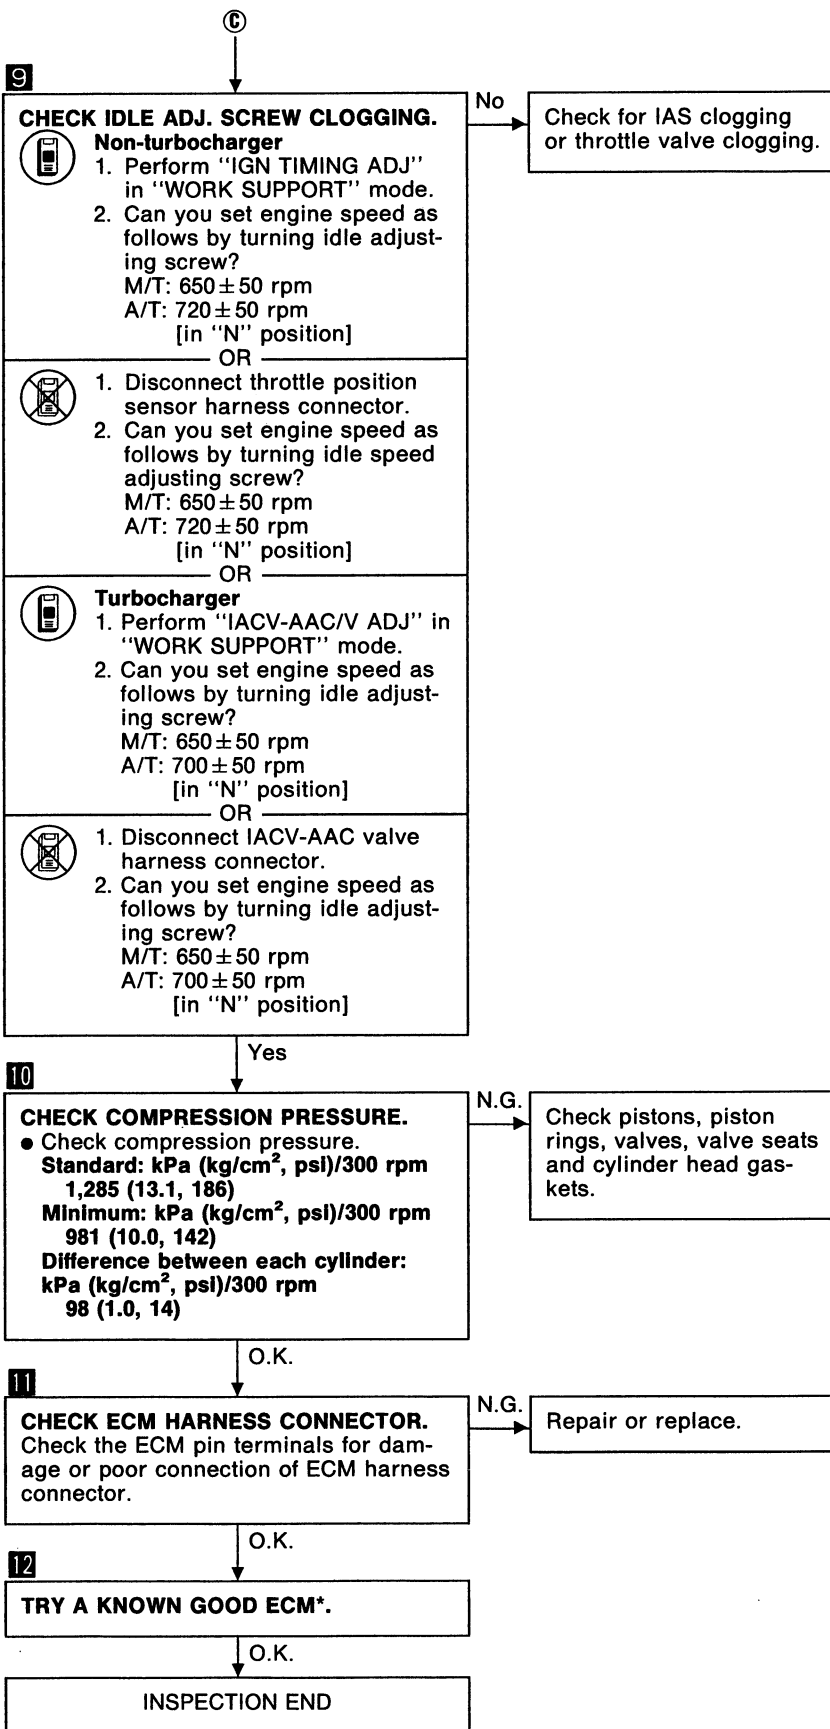 Ⓒ
9
CHECK IDLE ADJ. SCREW CLOGGING.
Non-turbocharger
1. Perform “IGN TIMING ADJ”
in “WORK SUPPORT” mode.
2. Can you set engine speed as
follows by turning idle adjust-
ing screw?
M/T: 650±50 rpm
A/T: 720±50 rpm
[in “N” position]
OR
1. Disconnect throttle position
sensor harness connector.
2. Can you set engine speed as
follows by turning idle speed
adjusting screw?
M/T: 650±50 rpm
A/T: 720±50 rpm
[in “N” position]
OR
Turbocharger
1. Perform “IACV-AAC/V ADJ” in
“WORK SUPPORT” mode.
2. Can you set engine speed as
follows by turning idle adjust-
ing screw?
M/T: 650±50 rpm
A/T: 700±50 rpm
[in “N” position]
OR
1. Disconnect IACV-AAC valve
harness connector.
2. Can you set engine speed as
follows by turning idle adjust-
ing screw?
M/T: 650±50 rpm
A/T: 700±50 rpm
[in “N” position]
No
Check for IAS clogging
or throttle valve clogging.
Yes
10
CHECK COMPRESSION PRESSURE.
● Check compression pressure.
Standard: kPa (kg/cm², psi)/300 rpm
1,285 (13.1, 186)
Minimum: kPa (kg/cm², psi)/300 rpm
981 (10.0, 142)
Difference between each cylinder:
kPa (kg/cm², psi)/300 rpm
98 (1.0, 14)
N.G.
Check pistons, piston
rings, valves, valve seats
and cylinder head gas-
kets.
O.K.
11
CHECK ECM HARNESS CONNECTOR.
Check the ECM pin terminals for dam-
age or poor connection of ECM harness
connector.
N.G.
Repair or replace.
O.K.
12
TRY A KNOWN GOOD ECM*.
O.K.
INSPECTION END